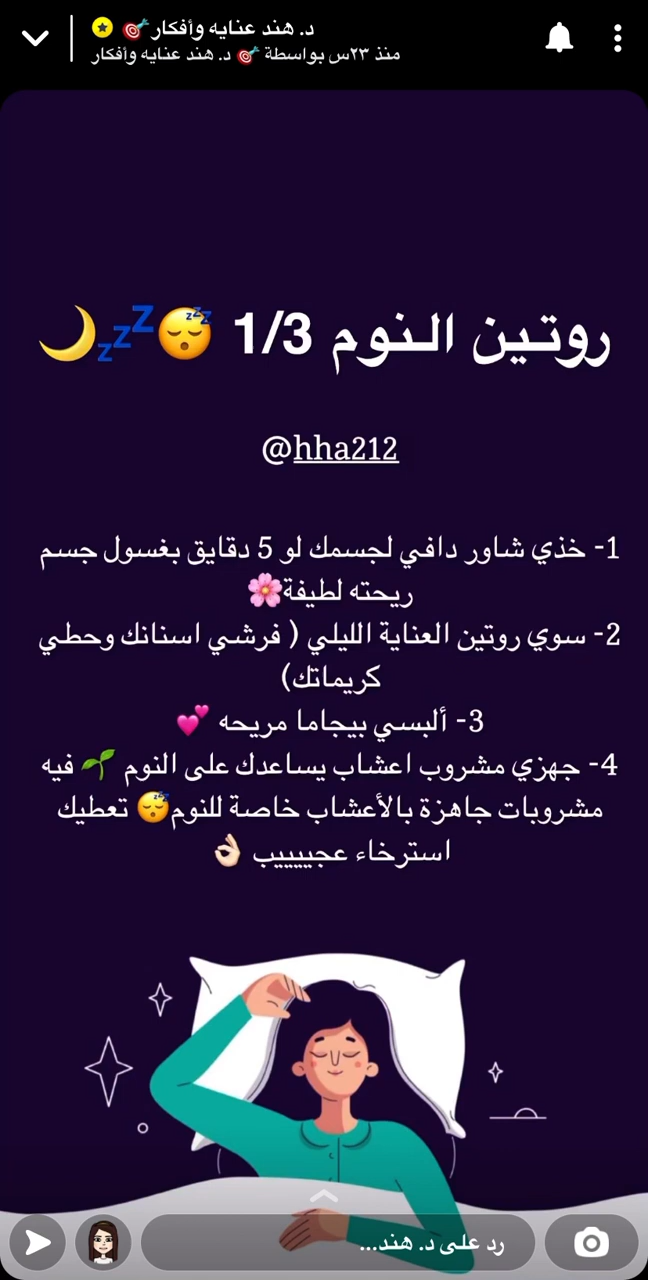 د. هند عنايه وأفكار🎯
منذ ٢٣س بواسطة 🎯 د. هند عنايه وأفكار
روتين النوم 1/3 😴💤🌙
@hha212
1- خذي شاور دافي لجسمك لو 5 دقايق بغسول جسم
ريحته لطيفة🌸
2- سوي روتين العناية الليلي ( فرشي اسنانك وحطي
كريماتك)
3- ألبسي بيجاما مريحه 💕
4- جهزي مشروب اعشاب يساعدك على النوم 🌱 فيه
مشروبات جاهزة بالأعشاب خاصة للنوم😴 تعطيك
استرخاء عجيييييب 👌🏻
رد على د. هند...